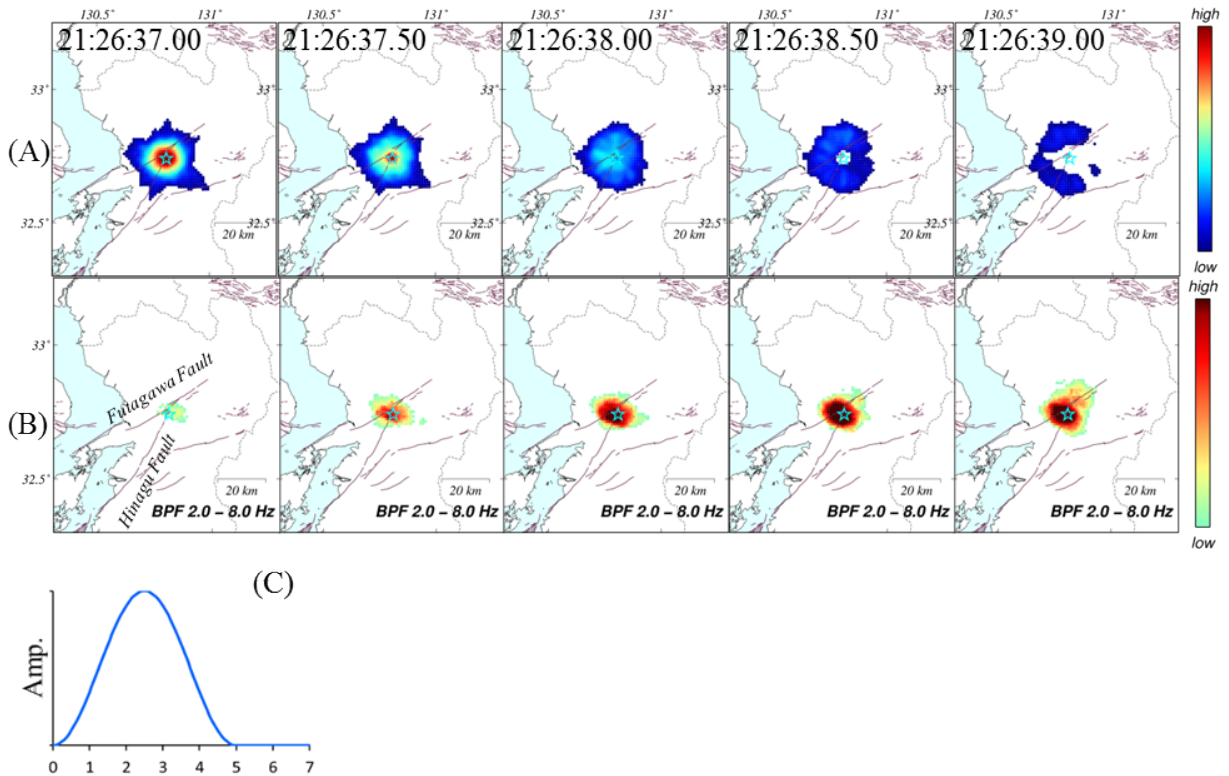 130.5° 131° 130.5° 131° 130.5° 131° 130.5° 131° 130.5° 131° high
21:26:37.00 21:26:37.50 21:26:38.00 21:26:38.50 21:26:39.00
33° 33°
(A)
32.5° 32.5°
20 km 20 km 20 km 20 km 20 km
low
high
33° 33°
Futagawa Fault
(B)
Hinagu Fault
32.5° 32.5°
20 km 20 km 20 km 20 km 20 km
BPF 2.0 – 8.0 Hz BPF 2.0 – 8.0 Hz BPF 2.0 – 8.0 Hz BPF 2.0 – 8.0 Hz BPF 2.0 – 8.0 Hz
low
(C)
Amp.
0 1 2 3 4 5 6 7